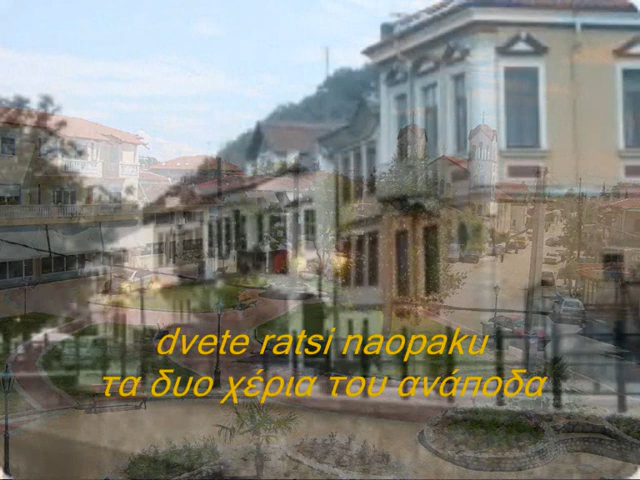 dvete ratsi naopaku
τα δυο χέρια του ανάποδα